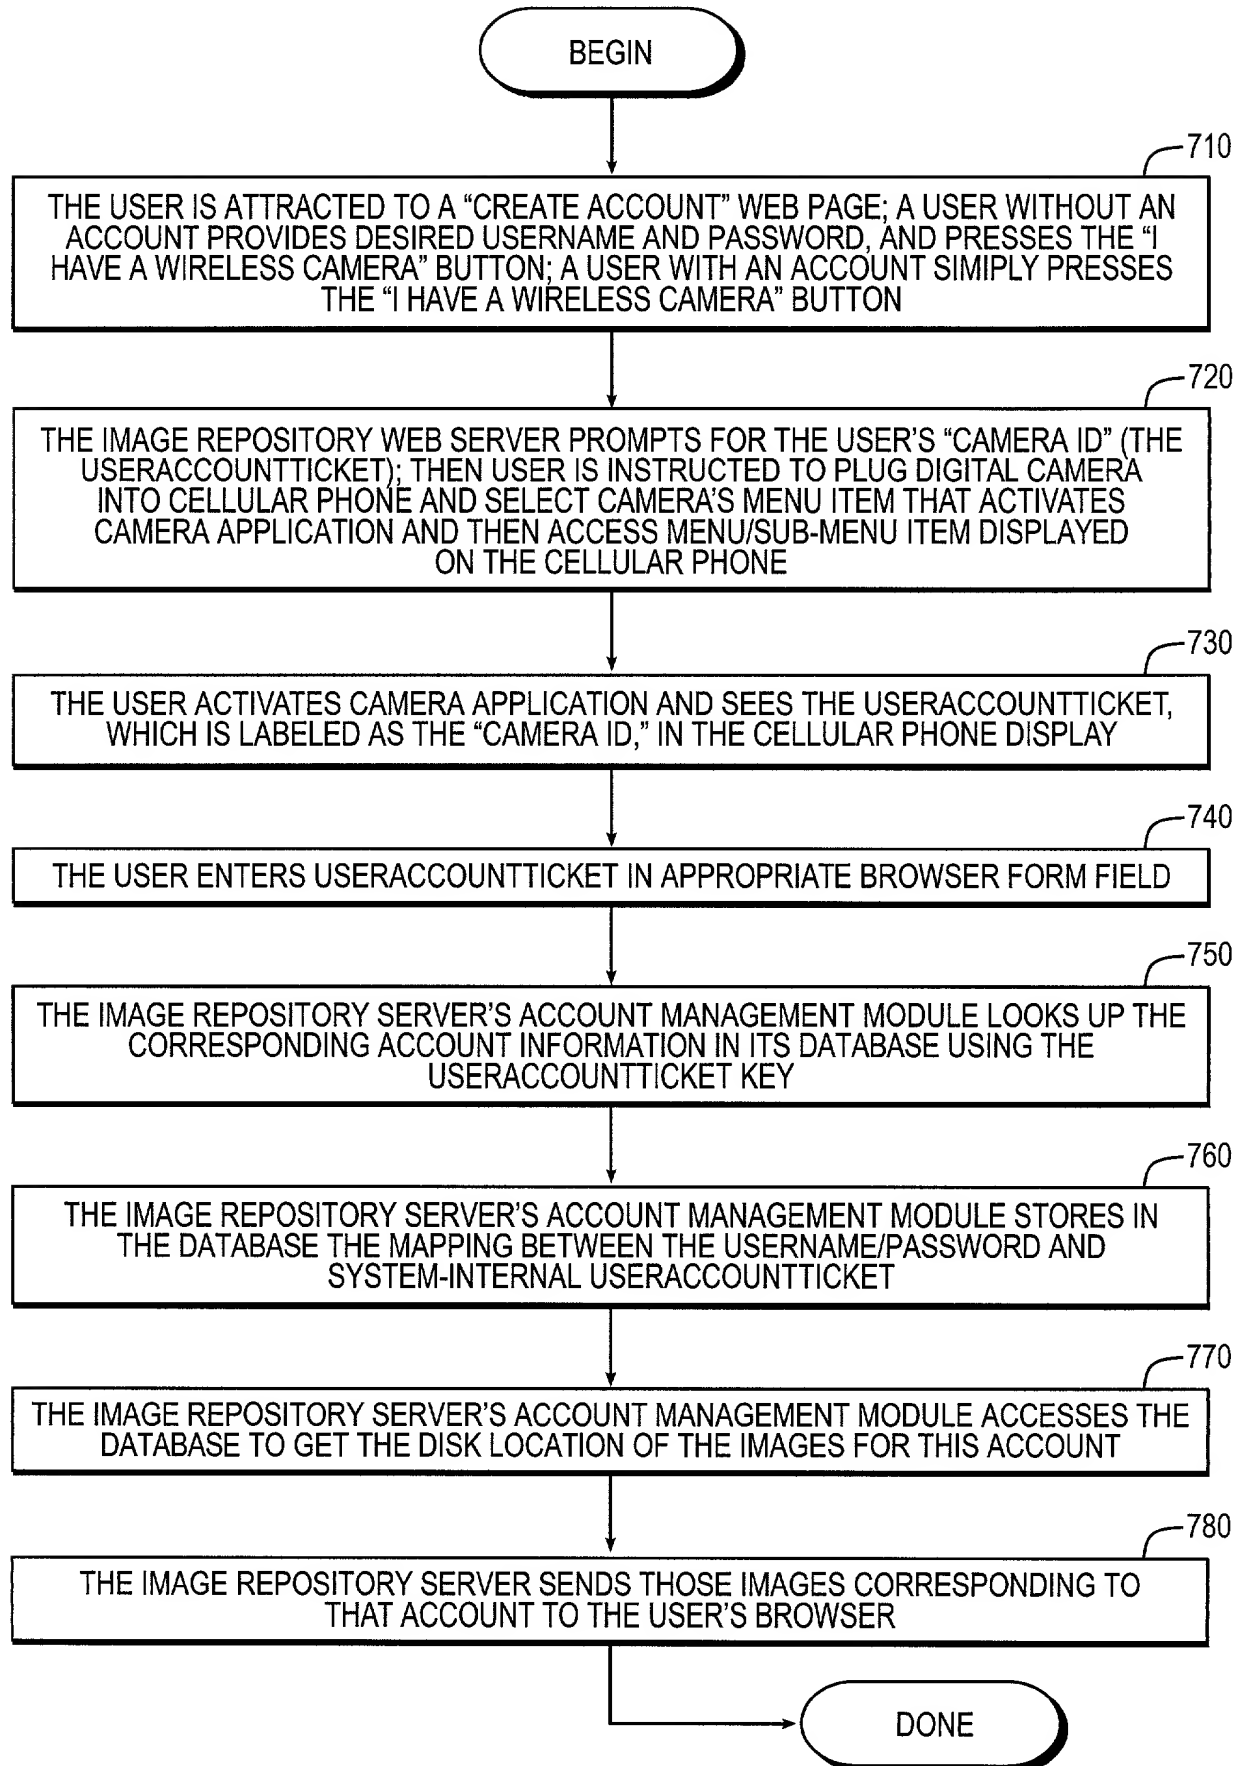 BEGIN
710
THE USER IS ATTRACTED TO A “CREATE ACCOUNT” WEB PAGE; A USER WITHOUT AN
ACCOUNT PROVIDES DESIRED USERNAME AND PASSWORD, AND PRESSES THE “I
HAVE A WIRELESS CAMERA” BUTTON; A USER WITH AN ACCOUNT SIMIPLY PRESSES
THE “I HAVE A WIRELESS CAMERA” BUTTON
720
THE IMAGE REPOSITORY WEB SERVER PROMPTS FOR THE USER’S “CAMERA ID” (THE
USERACCOUNTTICKET); THEN USER IS INSTRUCTED TO PLUG DIGITAL CAMERA
INTO CELLULAR PHONE AND SELECT CAMERA’S MENU ITEM THAT ACTIVATES
CAMERA APPLICATION AND THEN ACCESS MENU/SUB-MENU ITEM DISPLAYED
ON THE CELLULAR PHONE
730
THE USER ACTIVATES CAMERA APPLICATION AND SEES THE USERACCOUNTTICKET,
WHICH IS LABELED AS THE “CAMERA ID,” IN THE CELLULAR PHONE DISPLAY
740
THE USER ENTERS USERACCOUNTTICKET IN APPROPRIATE BROWSER FORM FIELD
750
THE IMAGE REPOSITORY SERVER’S ACCOUNT MANAGEMENT MODULE LOOKS UP THE
CORRESPONDING ACCOUNT INFORMATION IN ITS DATABASE USING THE
USERACCOUNTTICKET KEY
760
THE IMAGE REPOSITORY SERVER’S ACCOUNT MANAGEMENT MODULE STORES IN
THE DATABASE THE MAPPING BETWEEN THE USERNAME/PASSWORD AND
SYSTEM-INTERNAL USERACCOUNTTICKET
770
THE IMAGE REPOSITORY SERVER’S ACCOUNT MANAGEMENT MODULE ACCESSES THE
DATABASE TO GET THE DISK LOCATION OF THE IMAGES FOR THIS ACCOUNT
780
THE IMAGE REPOSITORY SERVER SENDS THOSE IMAGES CORRESPONDING TO
THAT ACCOUNT TO THE USER’S BROWSER
DONE